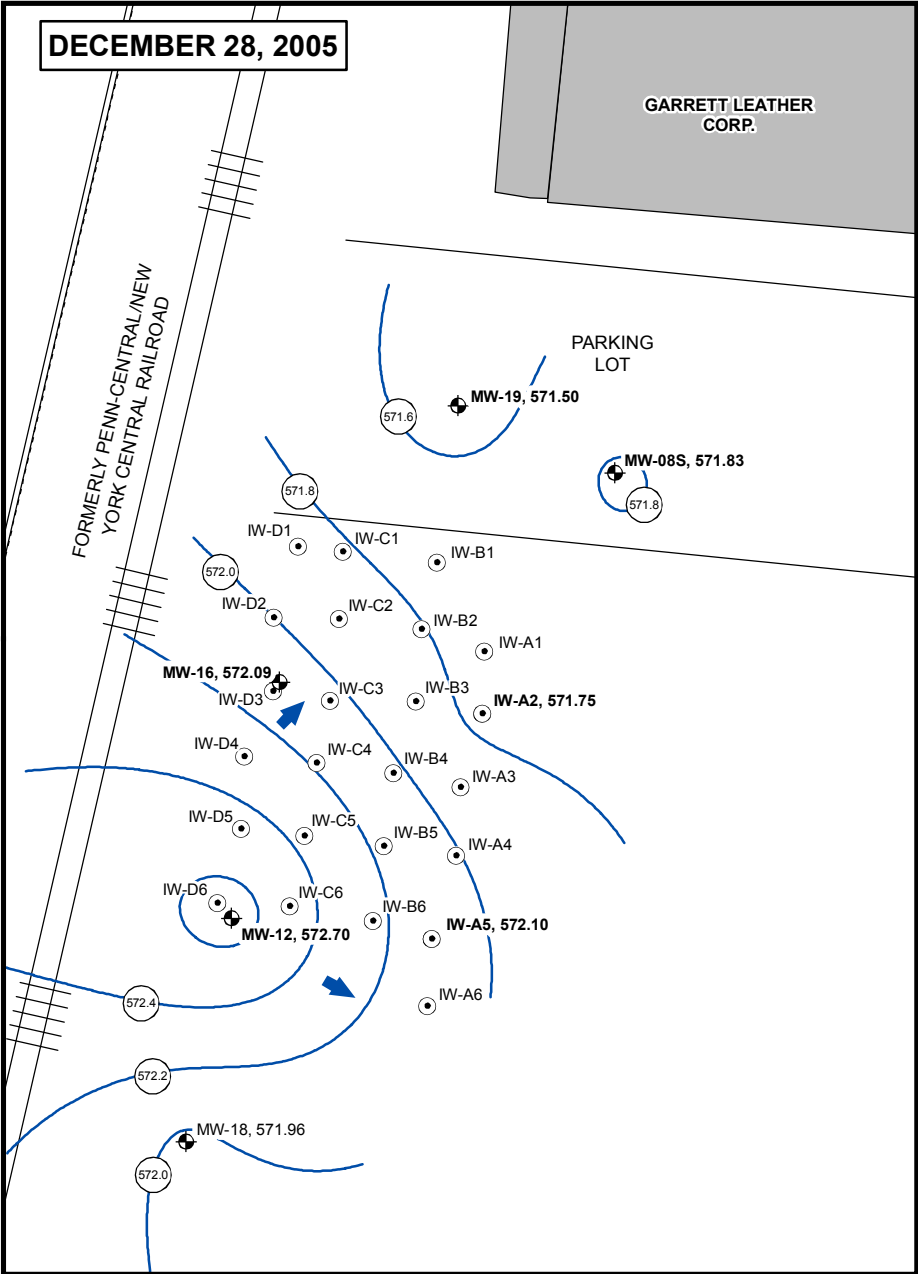 DECEMBER 28, 2005
GARRETT LEATHER
CORP.
FORMERLY PENN-CENTRAL/NEW
YORK CENTRAL RAILROAD
PARKING
LOT
MW-19, 571.50
571.6
MW-08S, 571.83
571.8
571.8
IW-D1
IW-C1
IW-B1
572.0
IW-D2
IW-C2
IW-B2
IW-A1
MW-16, 572.09
IW-D3
IW-C3
IW-B3
IW-A2, 571.75
IW-D4
IW-C4
IW-B4
IW-A3
IW-D5
IW-C5
IW-B5
IW-A4
IW-D6
IW-C6
IW-B6
IW-A5, 572.10
MW-12, 572.70
572.4
IW-A6
572.2
MW-18, 571.96
572.0